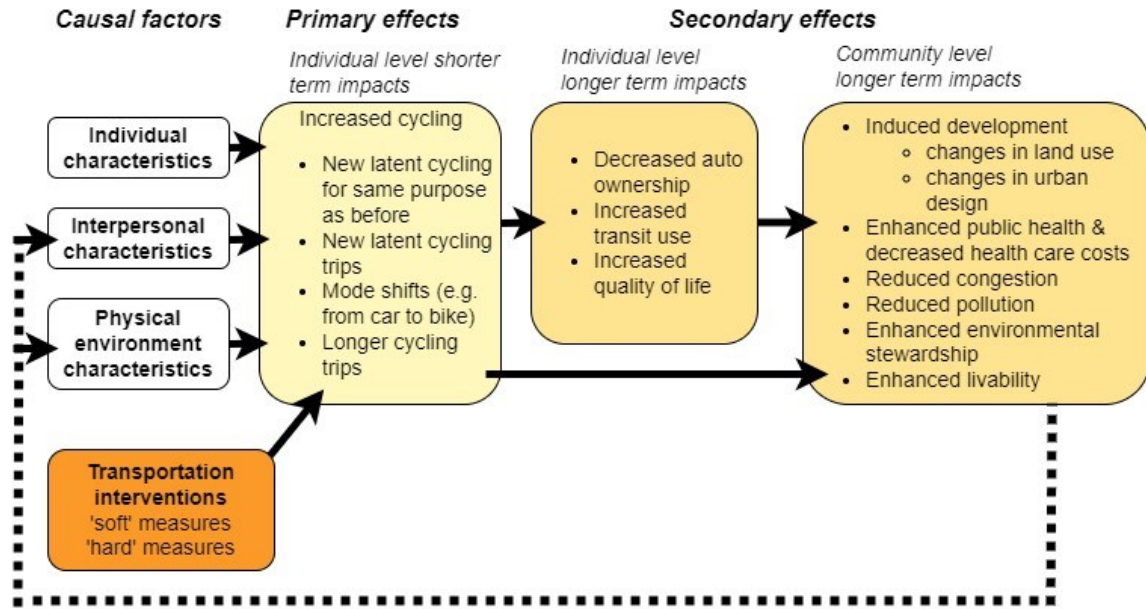 Causal factors
Primary effects
Secondary effects
Individual level shorter
term impacts
Individual level
longer term impacts
Community level
longer term impacts
Individual
characteristics
Interpersonal
characteristics
Physical
environment
characteristics
Transportation
interventions
'soft' measures
'hard' measures
Increased cycling
• New latent cycling
for same purpose
as before
• New latent cycling
trips
• Mode shifts (e.g.
from car to bike)
• Longer cycling
trips
• Decreased auto
ownership
• Increased
transit use
• Increased
quality of life
• Induced development
○ changes in land use
○ changes in urban
design
• Enhanced public health &
decreased health care costs
• Reduced congestion
• Reduced pollution
• Enhanced environmental
stewardship
• Enhanced livability